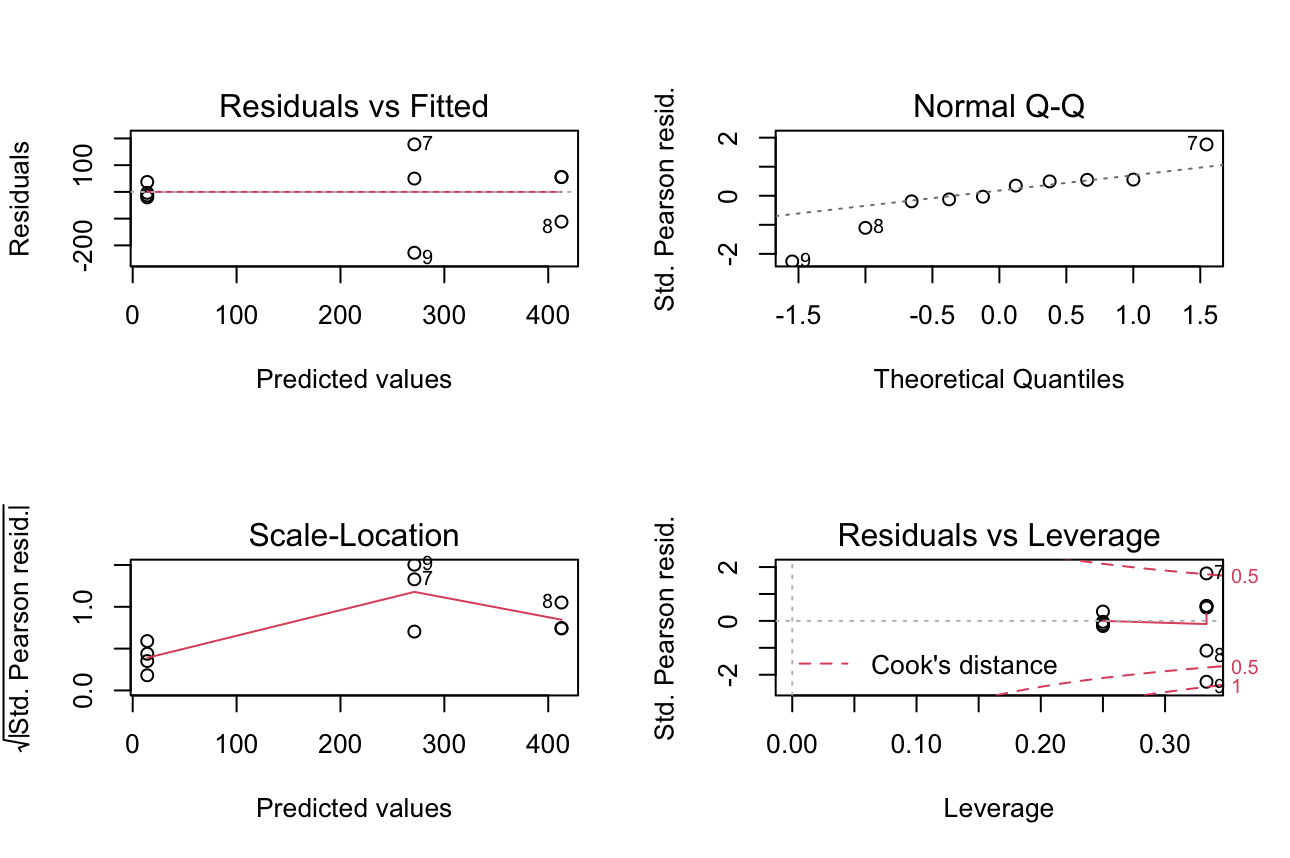 Residuals vs Fitted
Residuals
100
-200
7
8
9
0 100 200 300 400
Predicted values
Normal Q-Q
Std. Pearson resid.
2
0
-2
7
8
9
-1.5 -0.5 0.0 0.5 1.0 1.5
Theoretical Quantiles
Scale-Location
√|Std. Pearson resid.|
1.0
0.0
9
7
8
0 100 200 300 400
Predicted values
Residuals vs Leverage
Std. Pearson resid.
2
0
-2
7
0.5
8
0.5
9
1
Cook's distance
0.00 0.10 0.20 0.30
Leverage